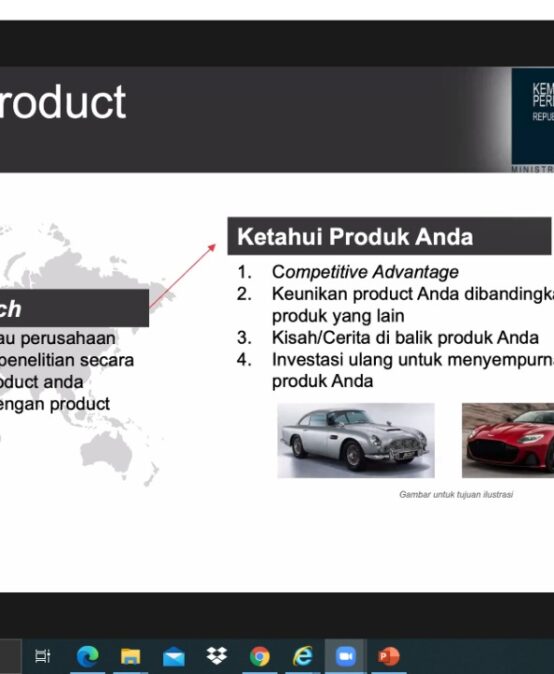 roduct
KEM
PER
REPU
MINISTR
Ketahui Produk Anda
1. Competitive Advantage
2. Keunikan product Anda dibandingka
produk yang lain
3. Kisah/Cerita di balik produk Anda
4. Investasi ulang untuk menyempurna
produk Anda
ch
au perusahaan
penelitian secara
oduct anda
engan product
Gambar untuk tujuan ilustrasi